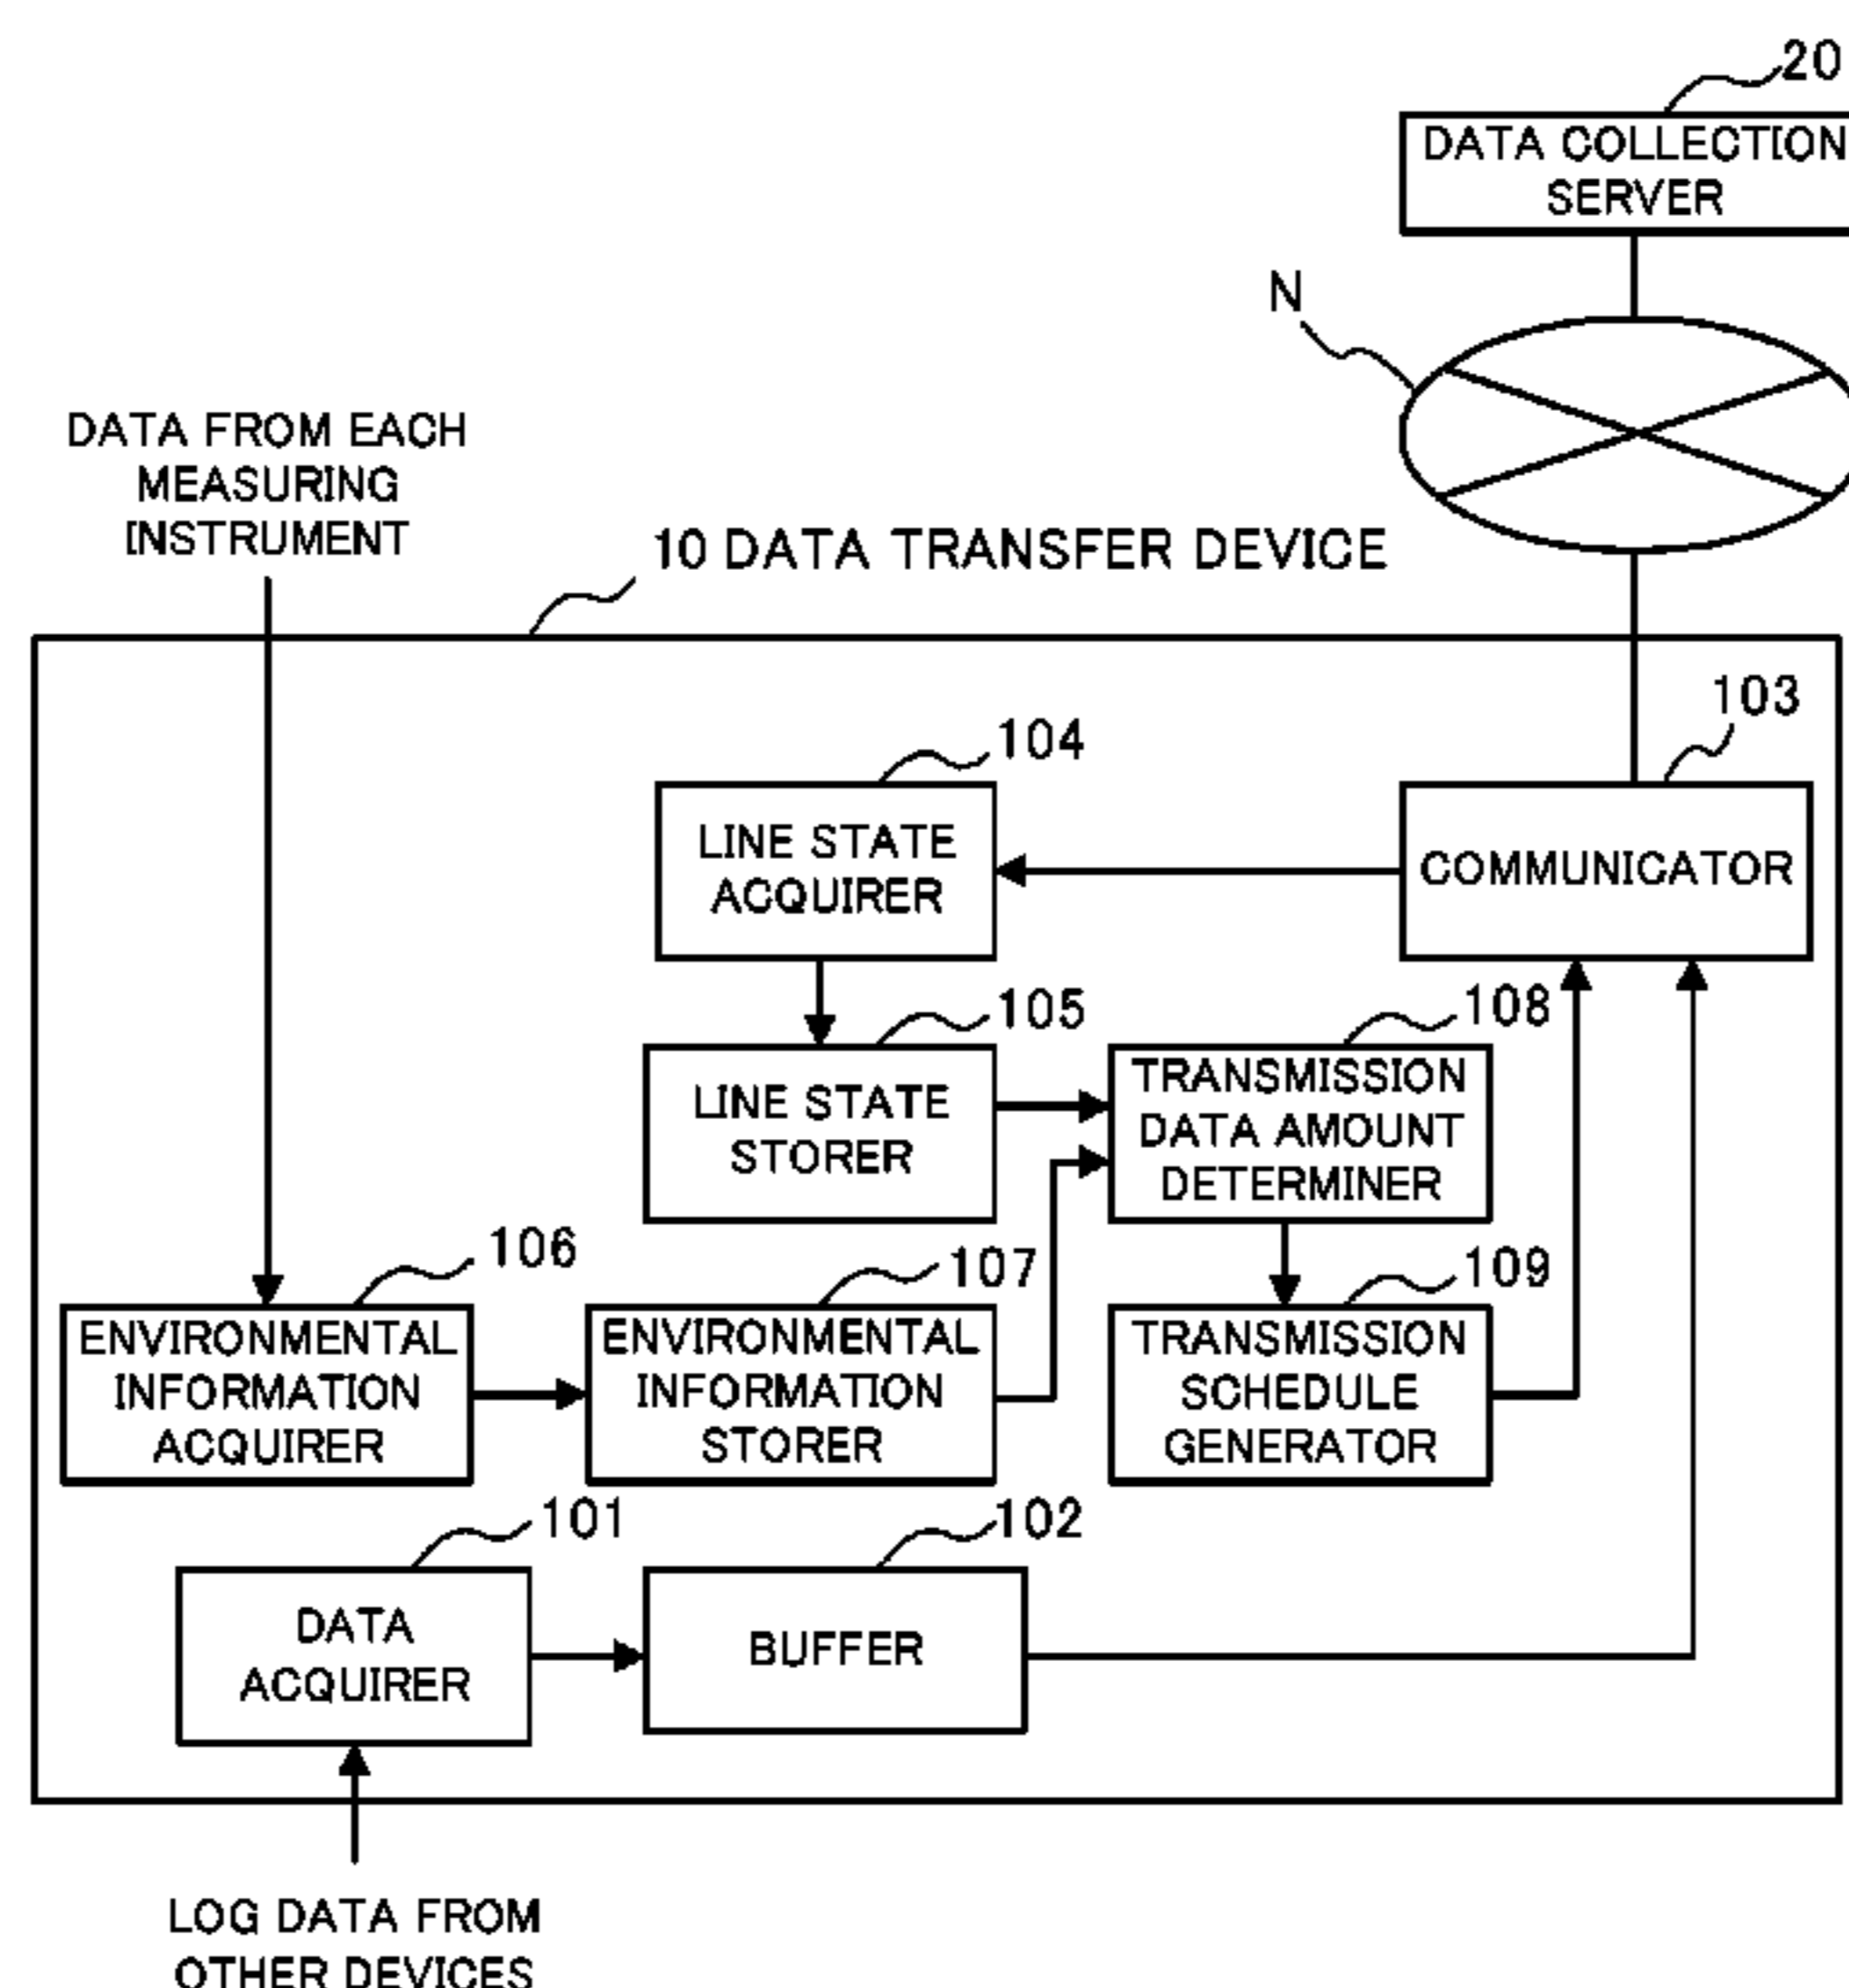 20
DATA COLLECTION
SERVER
N
DATA FROM EACH
MEASURING
INSTRUMENT
10 DATA TRANSFER DEVICE
103
104
LINE STATE
ACQUIRER
COMMUNICATOR
105
108
LINE STATE
STORER
TRANSMISSION
DATA AMOUNT
DETERMINER
106
107
109
ENVIRONMENTAL
INFORMATION
ACQUIRER
ENVIRONMENTAL
INFORMATION
STORER
TRANSMISSION
SCHEDULE
GENERATOR
101
102
DATA
ACQUIRER
BUFFER
LOG DATA FROM
OTHER DEVICES